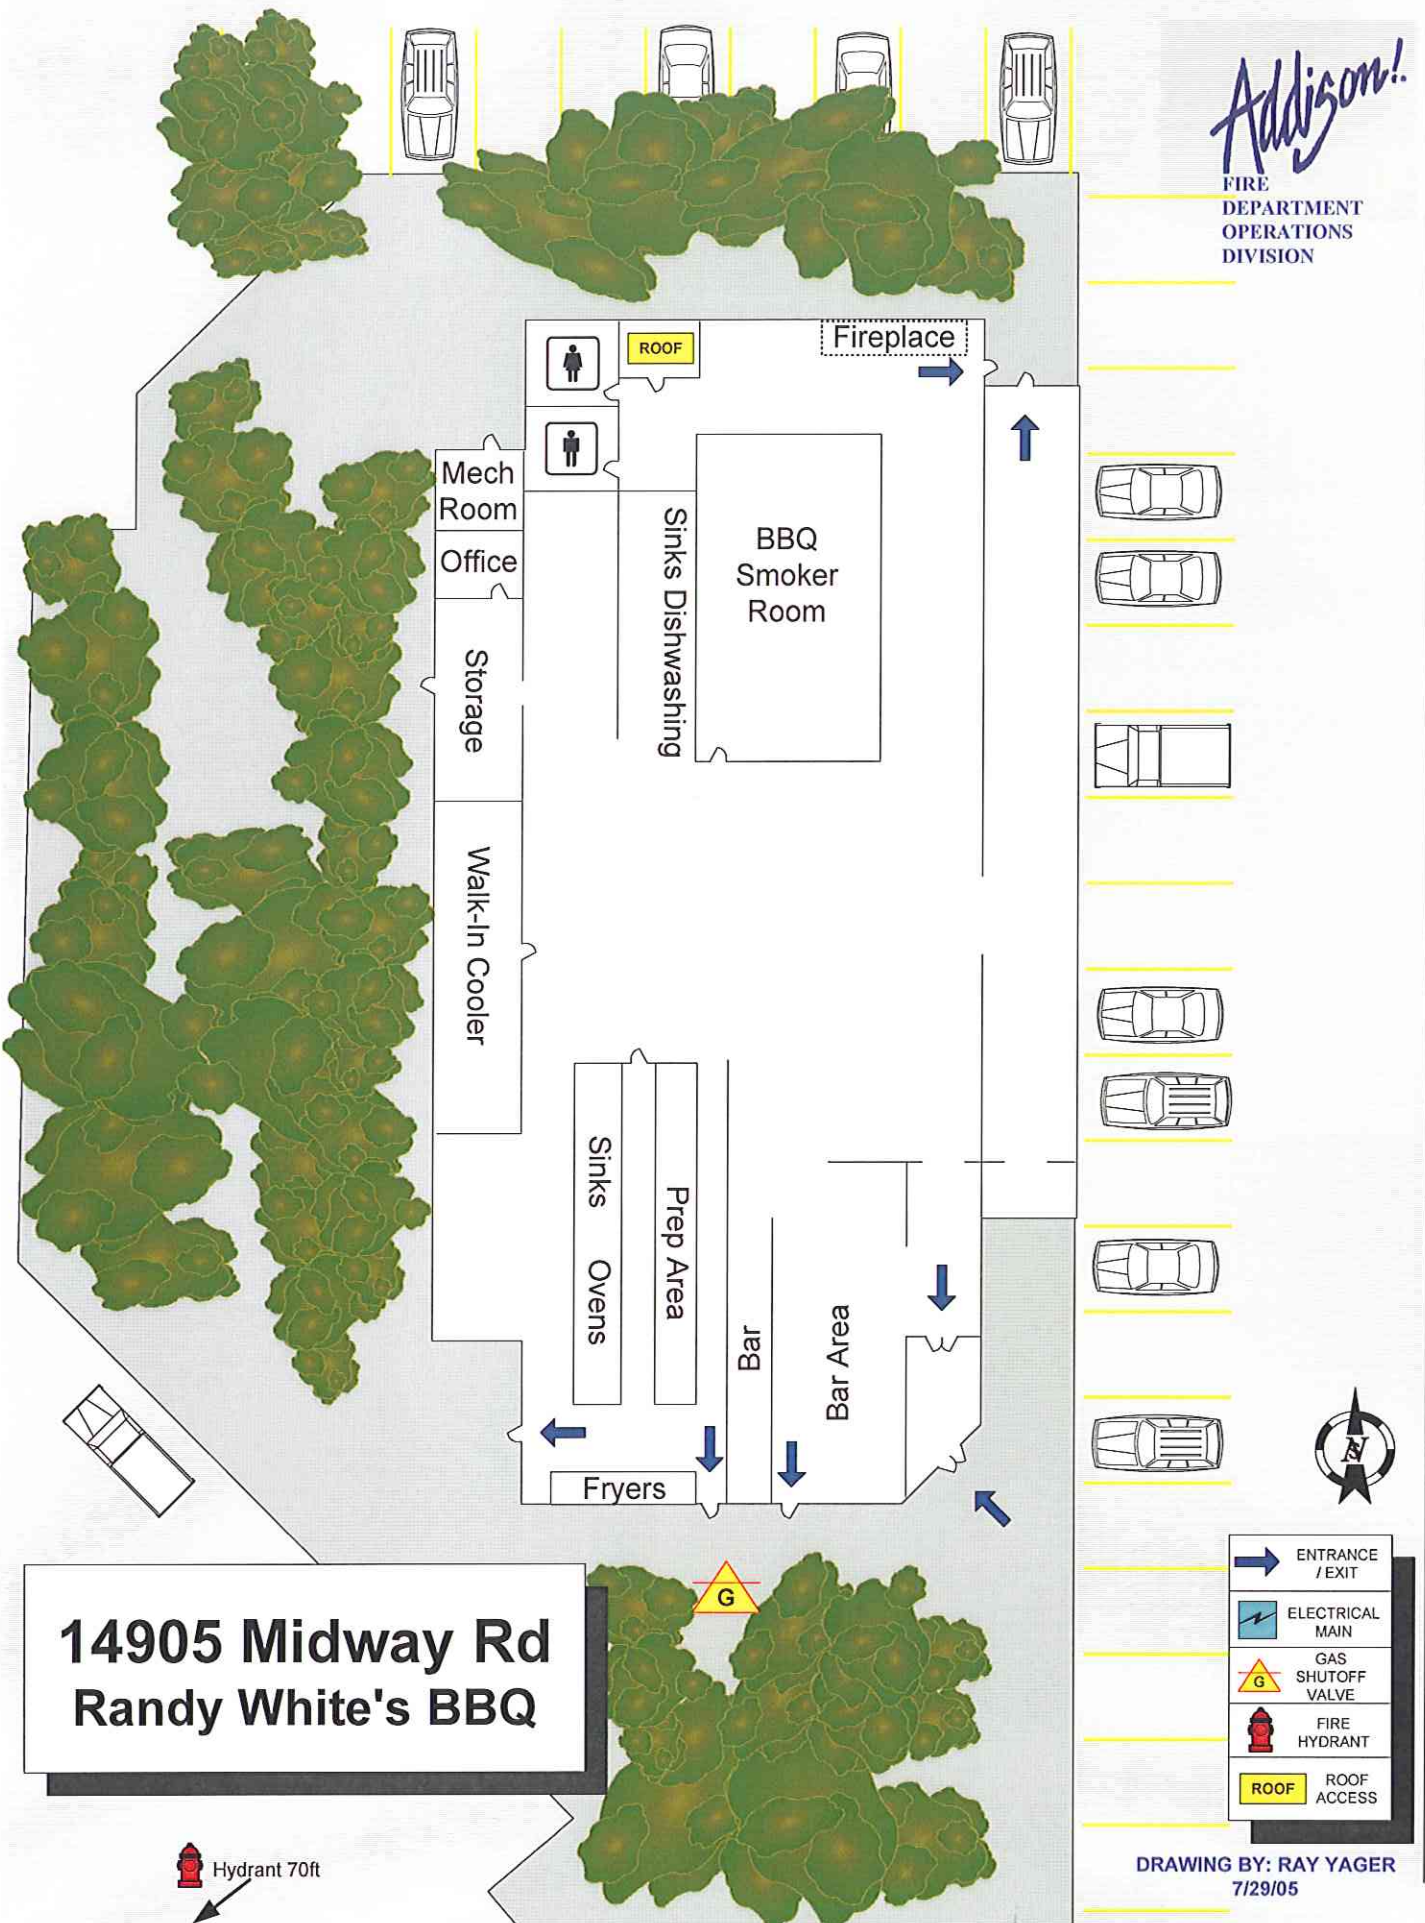 Addison!
FIRE
DEPARTMENT
OPERATIONS
DIVISION
ROOF
Fireplace
Mech
Room
Office
Sinks Dishwashing
BBQ
Smoker
Room
Storage
Walk-In Cooler
Sinks Ovens
Prep Area
Bar
Bar Area
Fryers
N
G
14905 Midway Rd
Randy White's BBQ
ENTRANCE
/ EXIT
ELECTRICAL
MAIN
G
GAS
SHUTOFF
VALVE
FIRE
HYDRANT
ROOF
ROOF
ACCESS
Hydrant 70ft
DRAWING BY: RAY YAGER
7/29/05